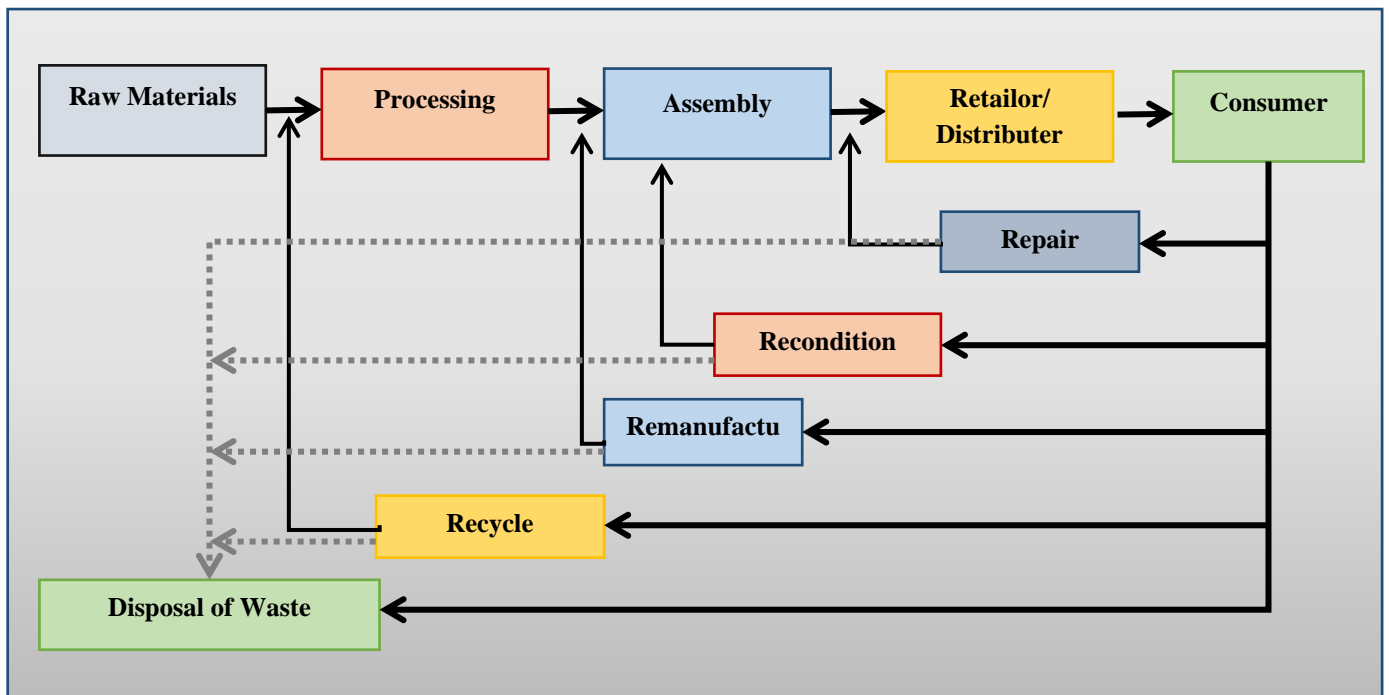 Raw Materials
Processing
Assembly
Retailor/
Distributer
Consumer
Repair
Recondition
Remanufactu
Recycle
Disposal of Waste